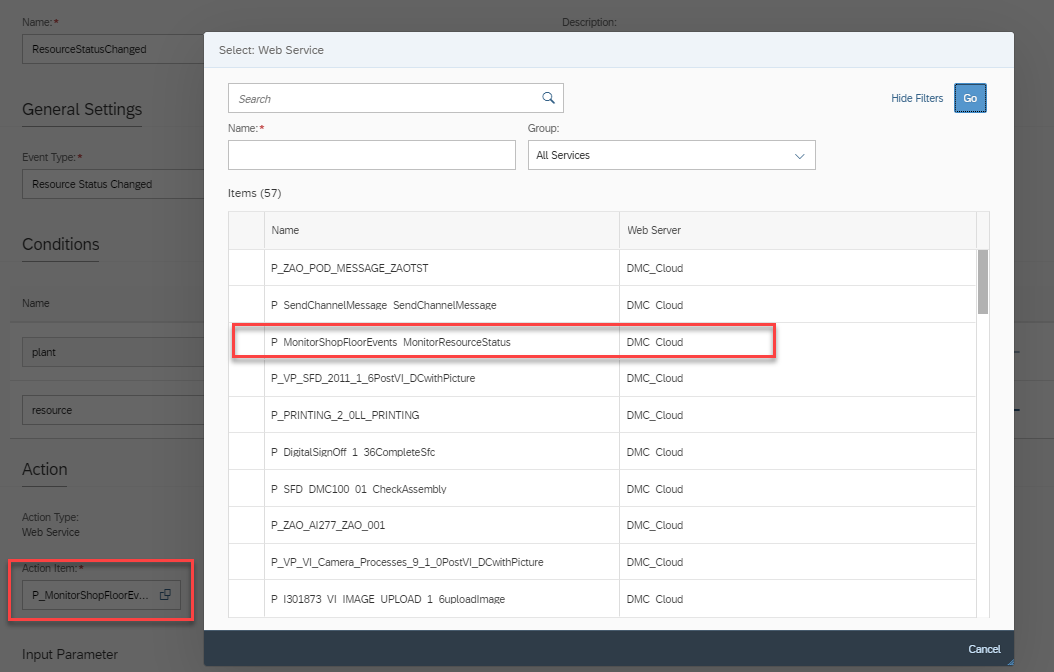 Name:*
Description:
ResourceStatusChanged
General Settings
Event Type:*
Resource Status Changed
Conditions
Name
plant
resource
Action
Action Type:
Web Service
Action Item:*
P_MonitorShopFloorEv...
Input Parameter
Select: Web Service
Search
Hide Filters
Go
Name:*
Group:
All Services
Items (57)
Name Web Server
P_ZAO_POD_MESSAGE_ZAOTST DMC_Cloud
P_SendChannelMessage_SendChannelMessage DMC_Cloud
P_MonitorShopFloorEvents_MonitorResourceStatus DMC_Cloud
P_VP_SFD_2011_1_6PostVI_DCwithPicture DMC_Cloud
P_PRINTING_2_0LL_PRINTING DMC_Cloud
P_DigitalSignOff_1_36CompleteSfc DMC_Cloud
P_SFD_DMC100_01_CheckAssembly DMC_Cloud
P_ZAO_AI277_ZAO_001 DMC_Cloud
P_VP_VI_Camera_Processes_9_1_0PostVI_DCwithPicture DMC_Cloud
P_I301873_VI_IMAGE_UPLOAD_1_6uploadImage DMC_Cloud
Cancel